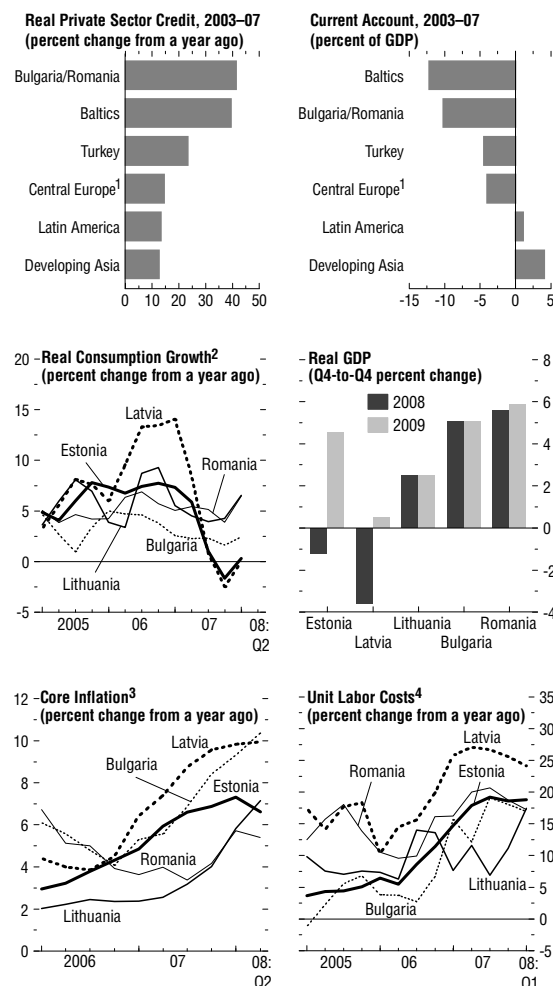 Real Private Sector Credit, 2003–07
(percent change from a year ago)
Bulgaria/Romania
Baltics
Turkey
Central Europe1
Latin America
Developing Asia
0 10 20 30 40 50
Current Account, 2003–07
(percent of GDP)
Baltics
Bulgaria/Romania
Turkey
Central Europe1
Latin America
Developing Asia
-15 -10 -5 0 5
Real Consumption Growth2
(percent change from a year ago)
20
15
10
5
0
-5
Latvia
Estonia
Romania
Bulgaria
Lithuania
2005 06 07 08:
Q2
Real GDP
(Q4-to-Q4 percent change)
2008
2009
8
6
4
2
0
-2
-4
Estonia Lithuania Romania
Latvia Bulgaria
Core Inflation3
(percent change from a year ago)
12
10
8
6
4
2
0
Latvia
Bulgaria
Estonia
Romania
Lithuania
2006 07 08:
Q2
Unit Labor Costs4
(percent change from a year ago)
35
30
25
20
15
10
5
0
-5
Latvia
Romania
Estonia
Lithuania
Bulgaria
2005 06 07 08:
Q1